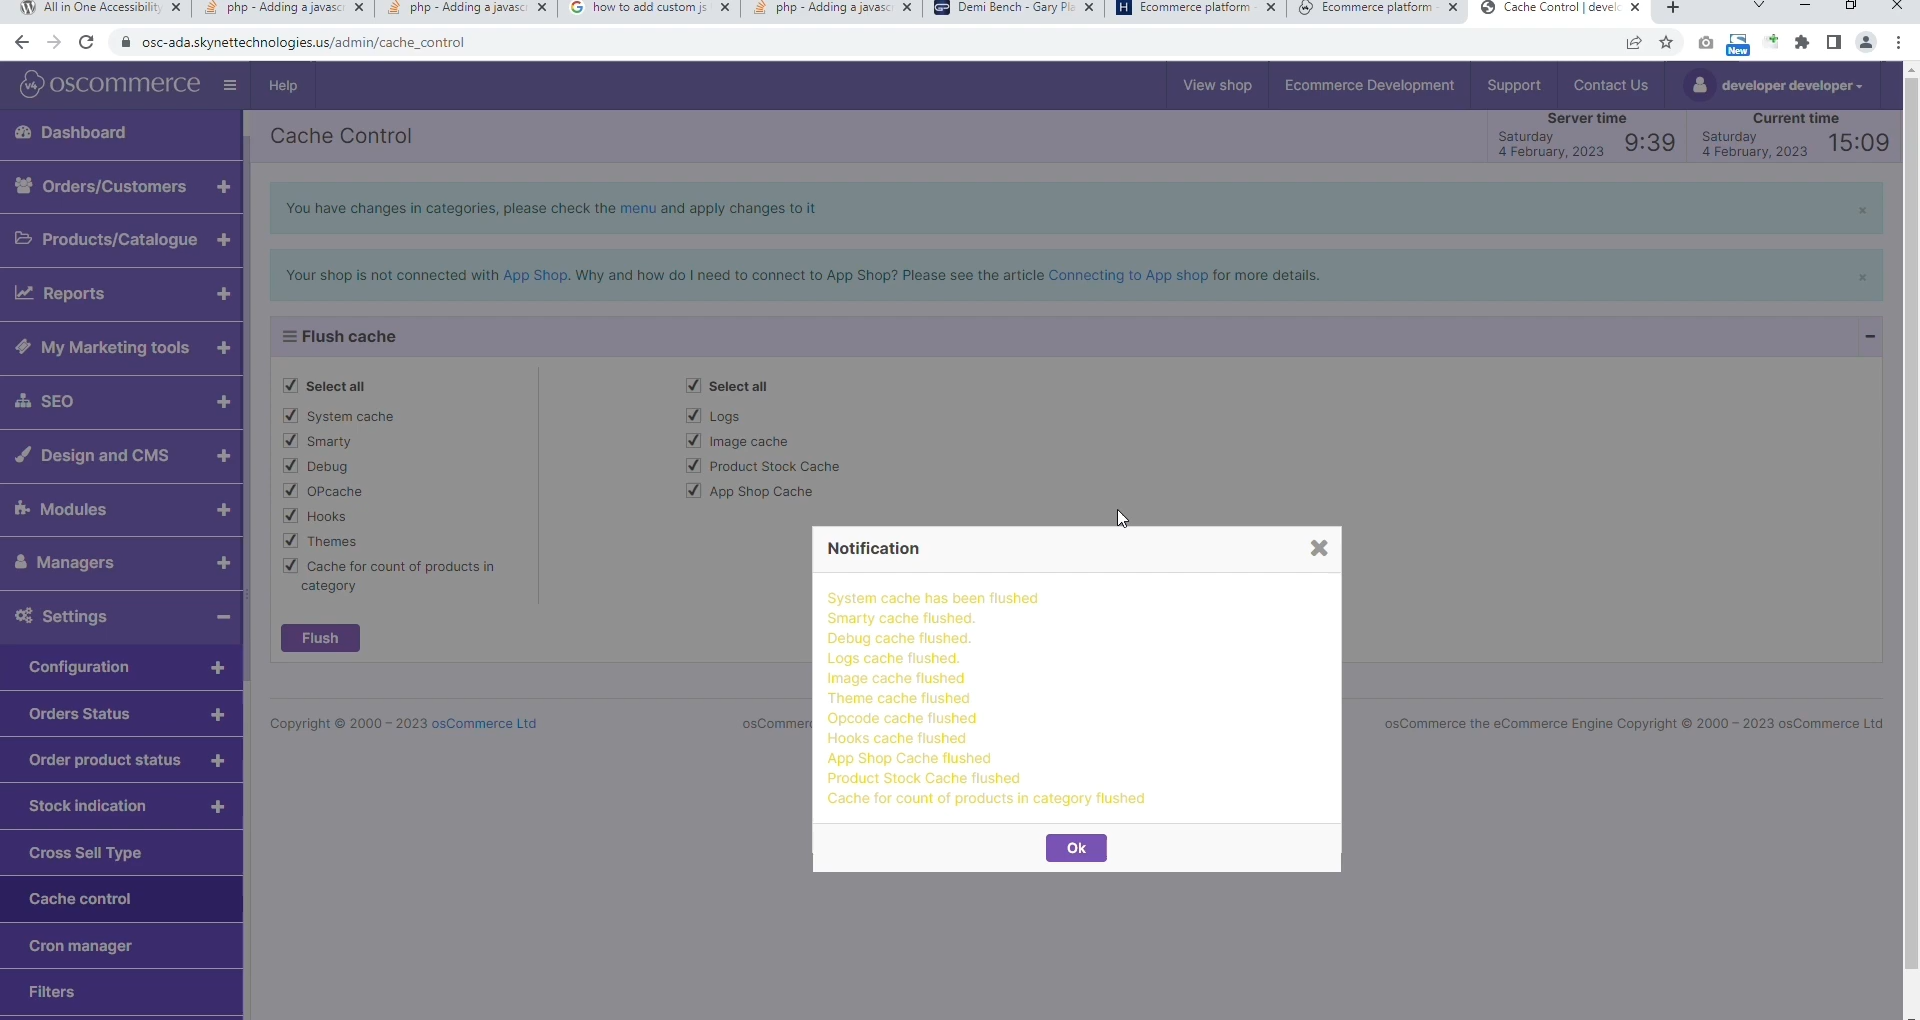 All in One Accessibility
php - Adding a javasc
php - Adding a javasc
how to add custom js
php - Adding a javasc
Demi Bench - Gary Pla
Ecommerce platform
Ecommerce platform
Cache Control | develo
osc-ada.skynettechnologies.us/admin/cache_control
New
v4 oscommerce
Help
View shop
Ecommerce Development
Support
Contact Us
developer developer
Dashboard
Orders/Customers +
Products/Catalogue +
Reports +
My Marketing tools +
SEO +
Design and CMS +
Modules +
Managers +
Settings −
Configuration +
Orders Status +
Order product status +
Stock indication +
Cross Sell Type
Cache control
Cron manager
Filters
Cache Control
Server time
Saturday
4 February, 2023
9:39
Current time
Saturday
4 February, 2023
15:09
You have changes in categories, please check the menu and apply changes to it
×
Your shop is not connected with App Shop. Why and how do I need to connect to App Shop? Please see the article Connecting to App shop for more details.
×
Flush cache
Select all
System cache
Smarty
Debug
OPcache
Hooks
Themes
Cache for count of products in
category
Select all
Logs
Image cache
Product Stock Cache
App Shop Cache
Flush
Notification
System cache has been flushed
Smarty cache flushed.
Debug cache flushed.
Logs cache flushed.
Image cache flushed
Theme cache flushed
Opcode cache flushed
Hooks cache flushed
App Shop Cache flushed
Product Stock Cache flushed
Cache for count of products in category flushed
Ok
Copyright © 2000 - 2023 osCommerce Ltd
osCommerc
osCommerce the eCommerce Engine Copyright © 2000 - 2023 osCommerce Ltd